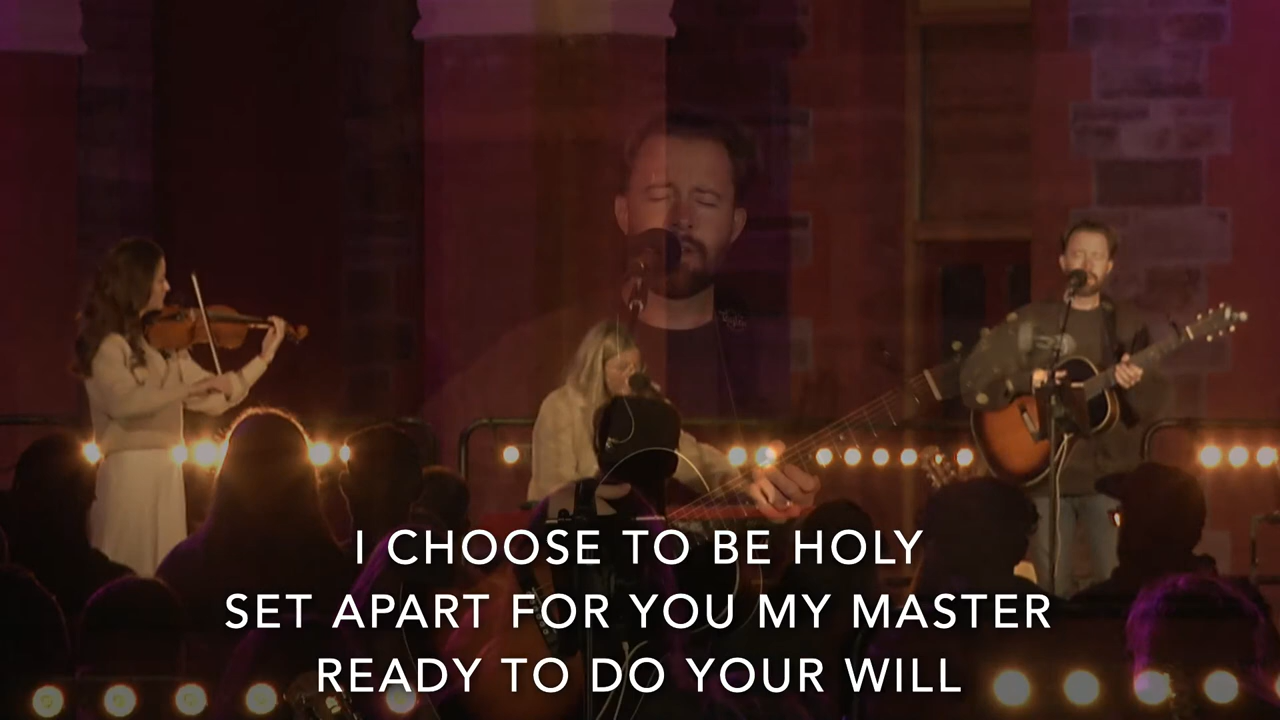 I CHOOSE TO BE HOLY
SET APART FOR YOU MY MASTER
READY TO DO YOUR WILL